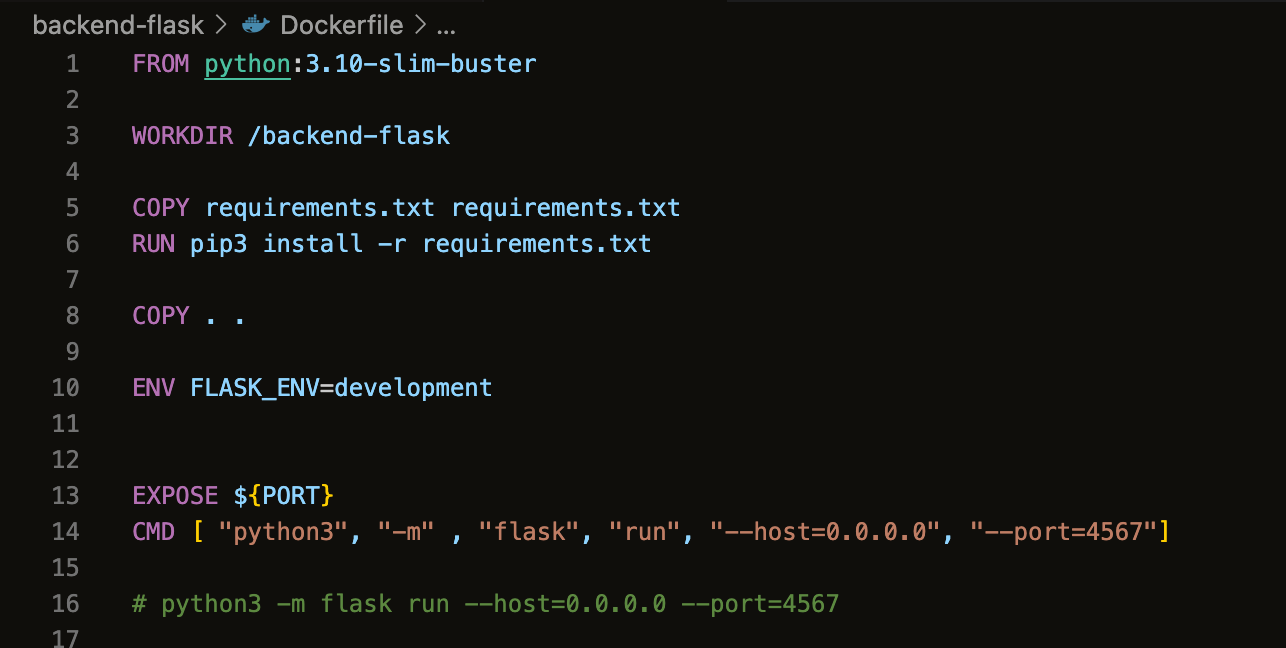 backend-flask > Dockerfile > ...
1 FROM python:3.10-slim-buster
2
3 WORKDIR /backend-flask
4
5 COPY requirements.txt requirements.txt
6 RUN pip3 install -r requirements.txt
7
8 COPY . .
9
10 ENV FLASK_ENV=development
11
12
13 EXPOSE ${PORT}
14 CMD [ "python3", "-m" , "flask", "run", "--host=0.0.0.0", "--port=4567"]
15
16 # python3 -m flask run --host=0.0.0.0 --port=4567
17